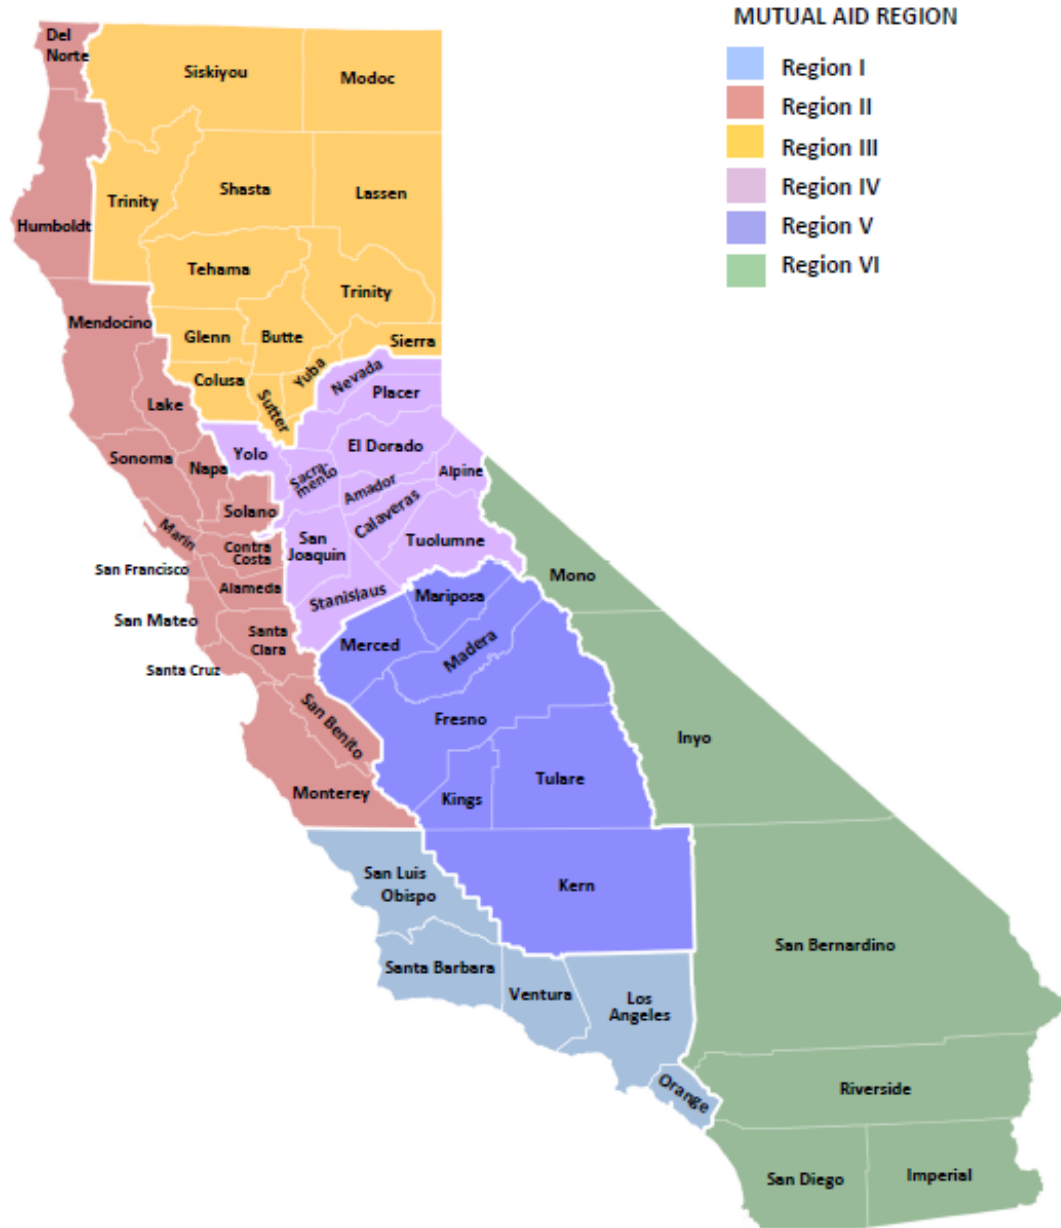 MUTUAL AID REGION
Region I
Region II
Region III
Region IV
Region V
Region VI
Del
Norte
Siskiyou
Modoc
Trinity
Shasta
Lassen
Humboldt
Tehama
Trinity
Mendocino
Glenn
Butte
Sierra
Colusa
Yuba
Nevada
Placer
Lake
Sutter
Sonoma
Napa
Yolo
El Dorado
Sacra-
mento
Amador
Alpine
Solano
Calaveras
Marin
San
Joaquin
Tuolumne
Contra
Costa
San Francisco
Alameda
Stanislaus
Mono
Mariposa
San Mateo
Santa
Clara
Merced
Madera
Santa Cruz
San Benito
Fresno
Inyo
Monterey
Kings
Tulare
San Luis
Obispo
Kern
San Bernardino
Santa Barbara
Ventura
Los
Angeles
Orange
Riverside
San Diego
Imperial